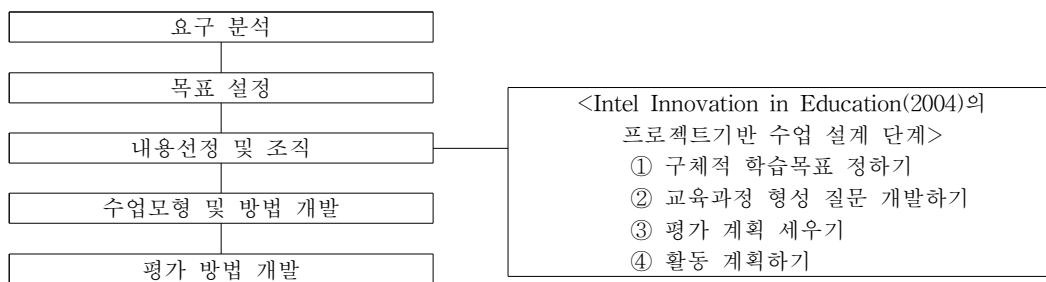 요구 분석
목표 설정
내용선정 및 조직
수업모형 및 방법 개발
평가 방법 개발
<Intel Innovation in Education(2004)의
프로젝트기반 수업 설계 단계>
① 구체적 학습목표 정하기
② 교육과정 형성 질문 개발하기
③ 평가 계획 세우기
④ 활동 계획하기